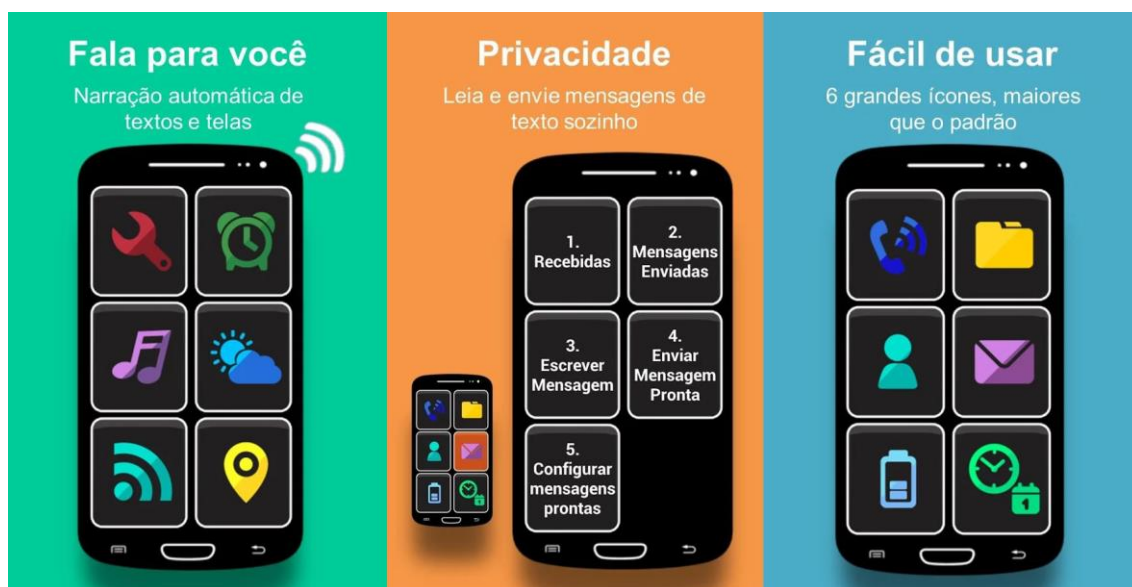 Fala para você
Narração automática de
textos e telas
Privacidade
Leia e envie mensagens de
texto sozinho
1.
Recebidas
2.
Mensagens
Enviadas
3.
Escrever
Mensagem
4.
Enviar
Mensagem
Pronta
5.
Configurar
mensagens
prontas
Fácil de usar
6 grandes ícones, maiores
que o padrão
1